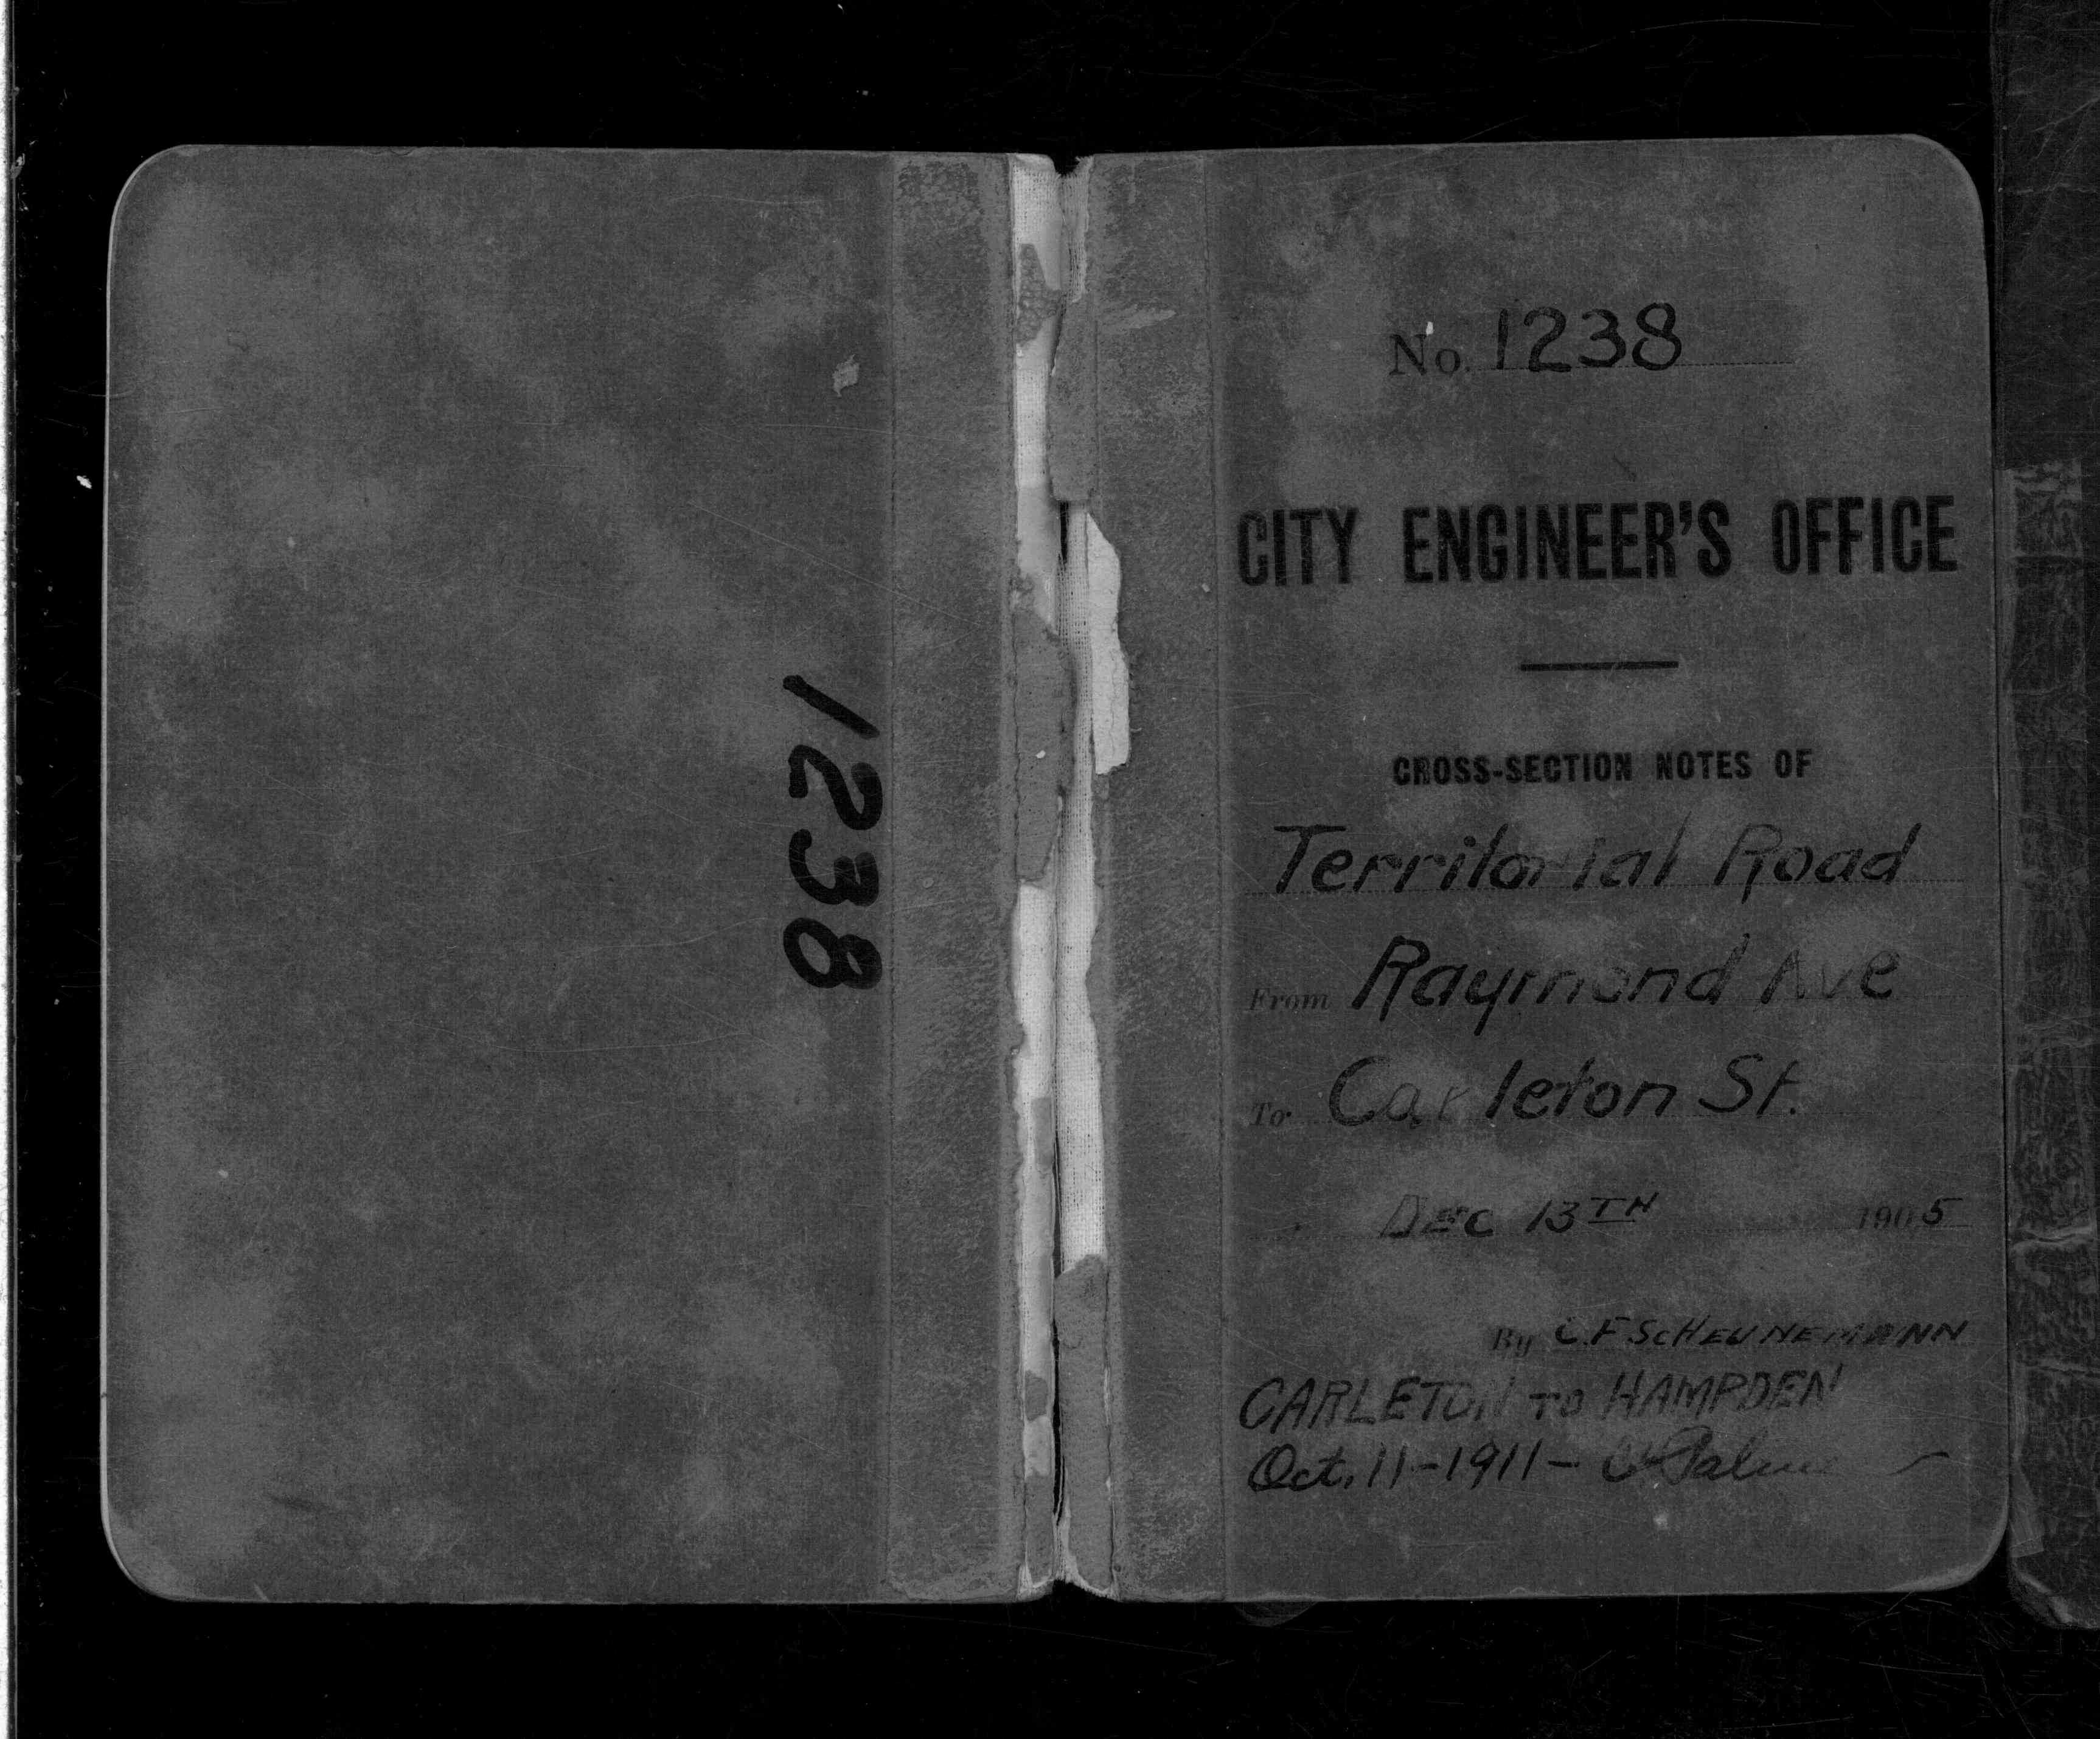 1238
No. 1238
CITY ENGINEER'S OFFICE
CROSS-SECTION NOTES OF
Territorial Road
From Raymond Ave
To Carleton St.
DEC 13TH 1905
By C.F. SCHEUNEMANN
CARLETON TO HAMPDEN
Oct. 11-1911-